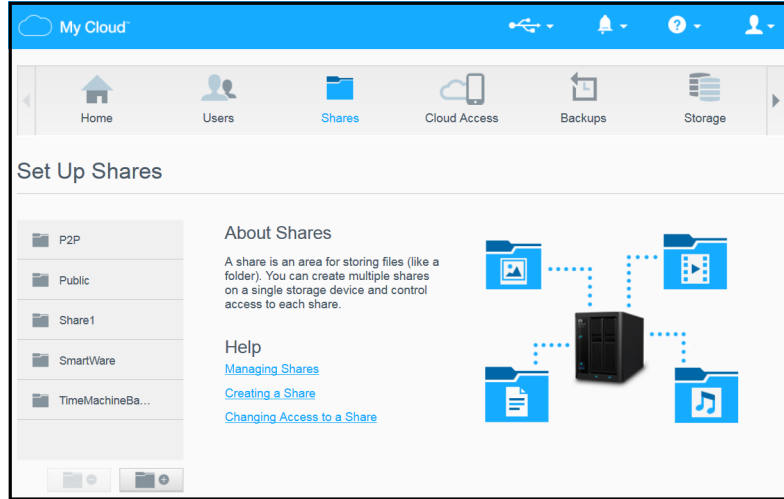 My Cloud™
Home
Users
Shares
Cloud Access
Backups
Storage
Set Up Shares
P2P
Public
Share1
SmartWare
TimeMachineBa...
About Shares
A share is an area for storing files (like a
folder). You can create multiple shares
on a single storage device and control
access to each share.
Help
Managing Shares
Creating a Share
Changing Access to a Share